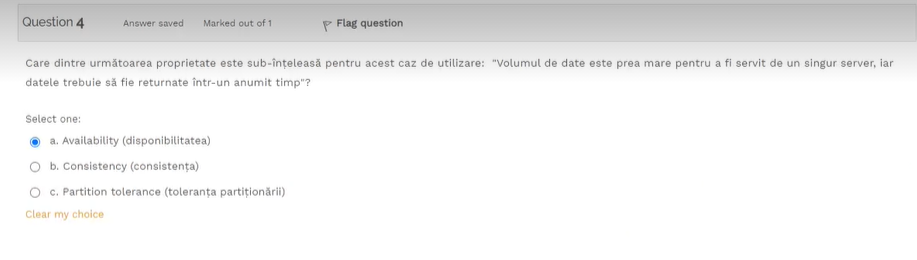 Question 4 Answer saved Marked out of 1 Flag question
Care dintre următoarea proprietate este sub-înțeleasă pentru acest caz de utilizare: "Volumul de date este prea mare pentru a fi servit de un singur server, iar
datele trebuie să fie returnate într-un anumit timp"?
Select one:
a. Availability (disponibilitatea)
b. Consistency (consistența)
c. Partition tolerance (toleranța partiționării)
Clear my choice